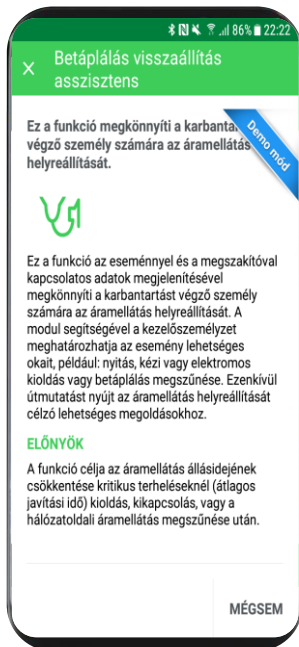 86% 22:22
Betáplálás visszaállítás
asszisztens
Ez a funkció megkönnyíti a
végző személy számára az áramellátás
helyreállítását.
Demo mód
Ez a funkció az eseménnyel és a megszakítóval
kapcsolatos adatok megjelenítésével
megkönnyíti a karbantartást végző személy
számára az áramellátás helyreállítását. A
modul segítségével a kezelőszemélyzet
meghatározhatja az esemény lehetséges
okait, például: nyitás, kézi vagy elektromos
kioldás vagy betáplálás megszűnése. Ezenkívül
útmutatást nyújt az áramellátás helyreállítását
célzó lehetséges megoldásokhoz.
ELŐNYÖK
A funkció célja az áramellátás állásidejének
csökkentése kritikus terheléseknél (átlagos
javítási idő) kioldás, kikapcsolás, vagy a
hálózatoldali áramellátás megszűnése után.
MÉGSEM